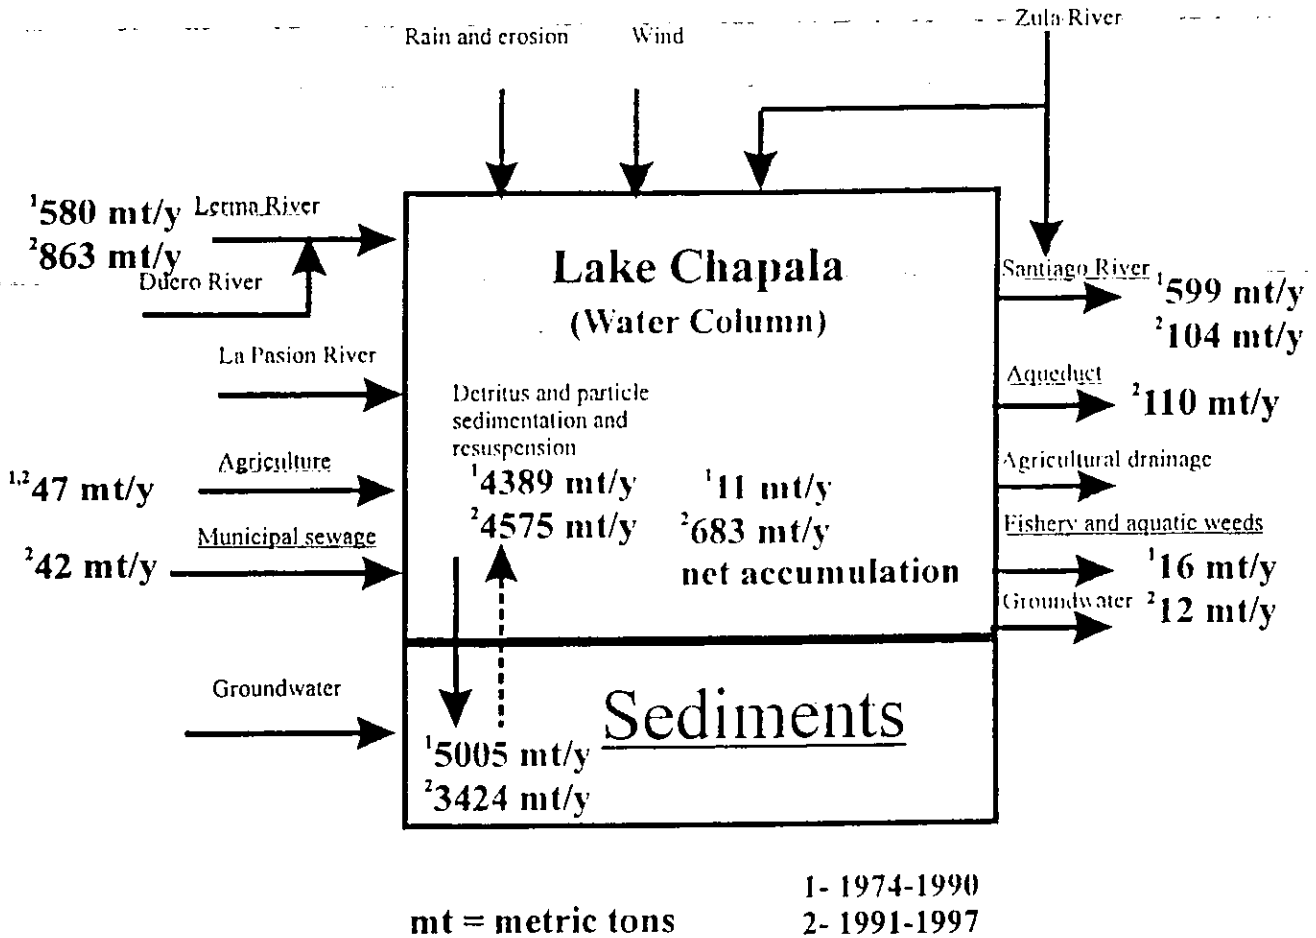 Rain and erosion
Wind
Zula River
¹580 mt/y
²863 mt/y
Lerma River
Duero River
Lake Chapala
(Water Column)
Santiago River
¹599 mt/y
²104 mt/y
La Pasion River
Aqueduct
²110 mt/y
Detritus and particle
sedimentation and
resuspension
¹4389 mt/y
²4575 mt/y
¹11 mt/y
²683 mt/y
net accumulation
Agriculture
¹,²47 mt/y
Agricultural drainage
Municipal sewage
²42 mt/y
Fishery and aquatic weeds
¹16 mt/y
Groundwater
²12 mt/y
Groundwater
Sediments
¹5005 mt/y
²3424 mt/y
mt = metric tons
1- 1974-1990
2- 1991-1997